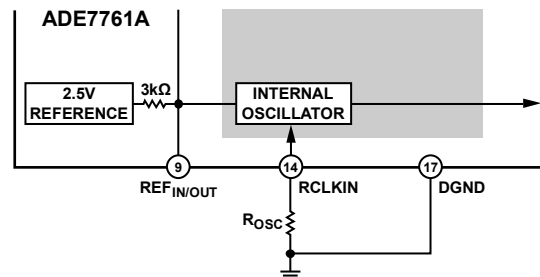 ADE7761A
2.5V
REFERENCE
3kΩ
INTERNAL
OSCILLATOR
9
14
17
REFIN/OUT
RCLKIN
DGND
ROSC